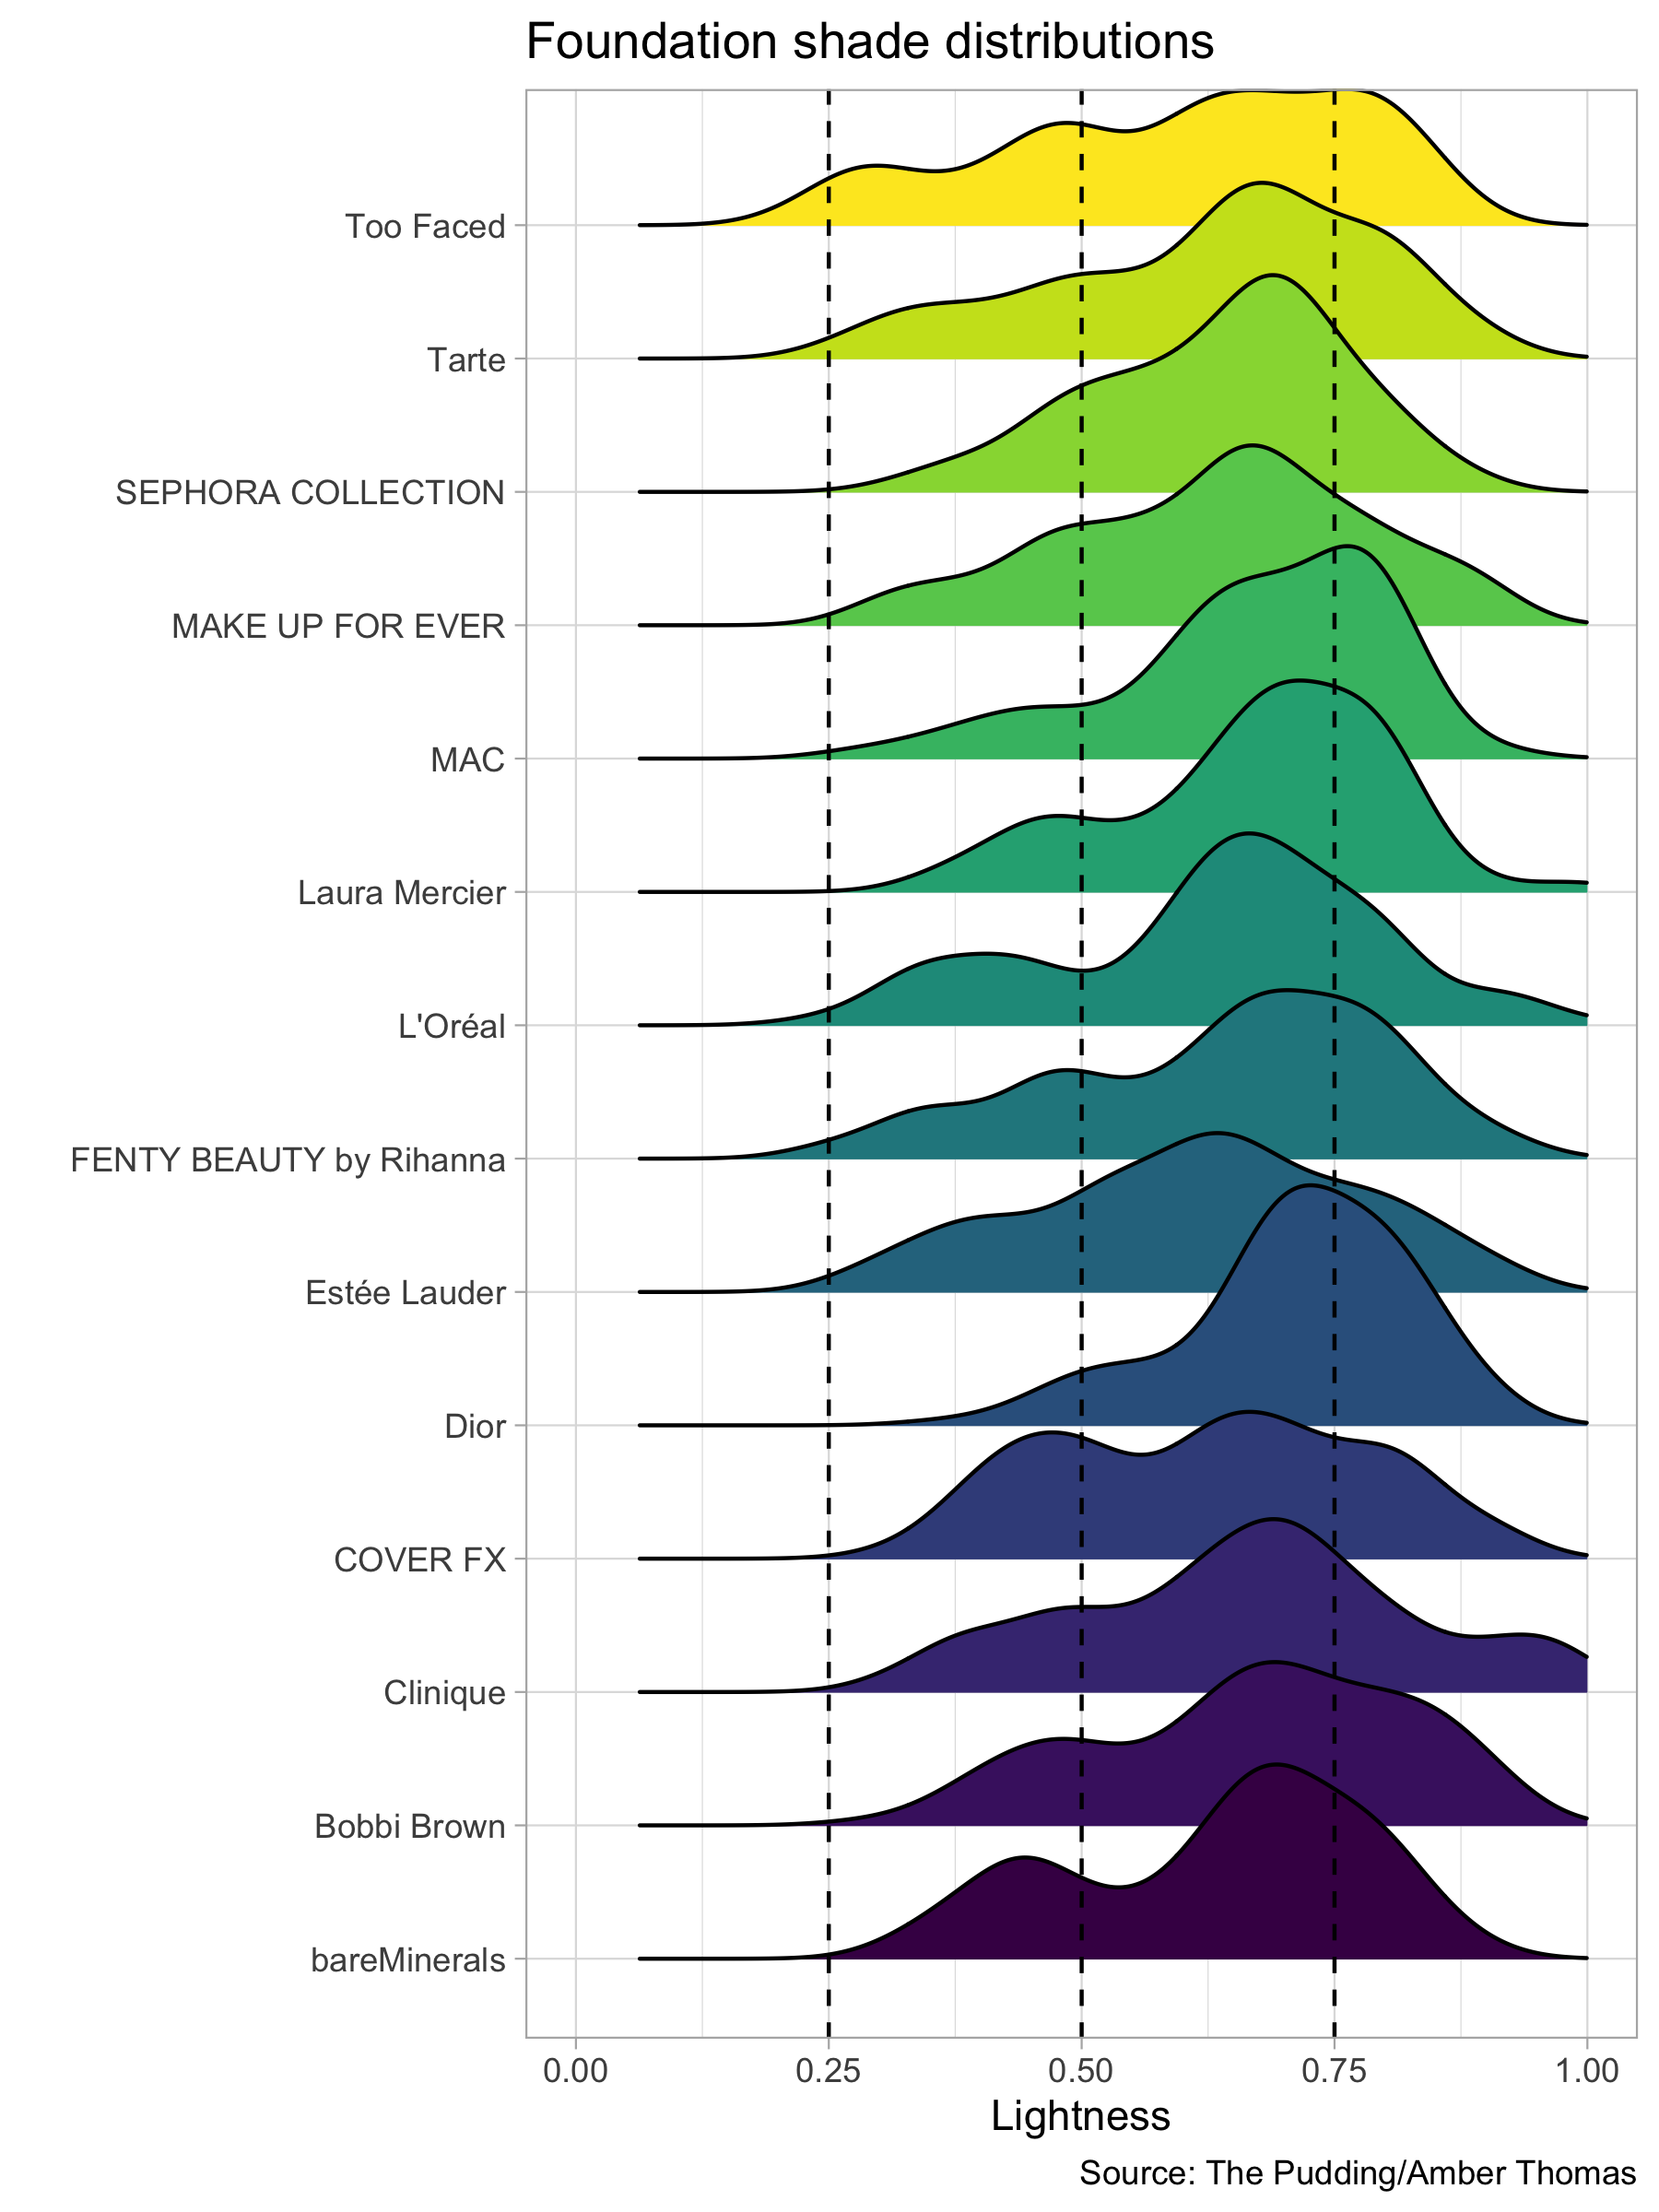 Foundation shade distributions
Too Faced
Tarte
SEPHORA COLLECTION
MAKE UP FOR EVER
MAC
Laura Mercier
L'Oréal
FENTY BEAUTY by Rihanna
Estée Lauder
Dior
COVER FX
Clinique
Bobbi Brown
bareMinerals
0.00 0.25 0.50 0.75 1.00
Lightness
Source: The Pudding/Amber Thomas